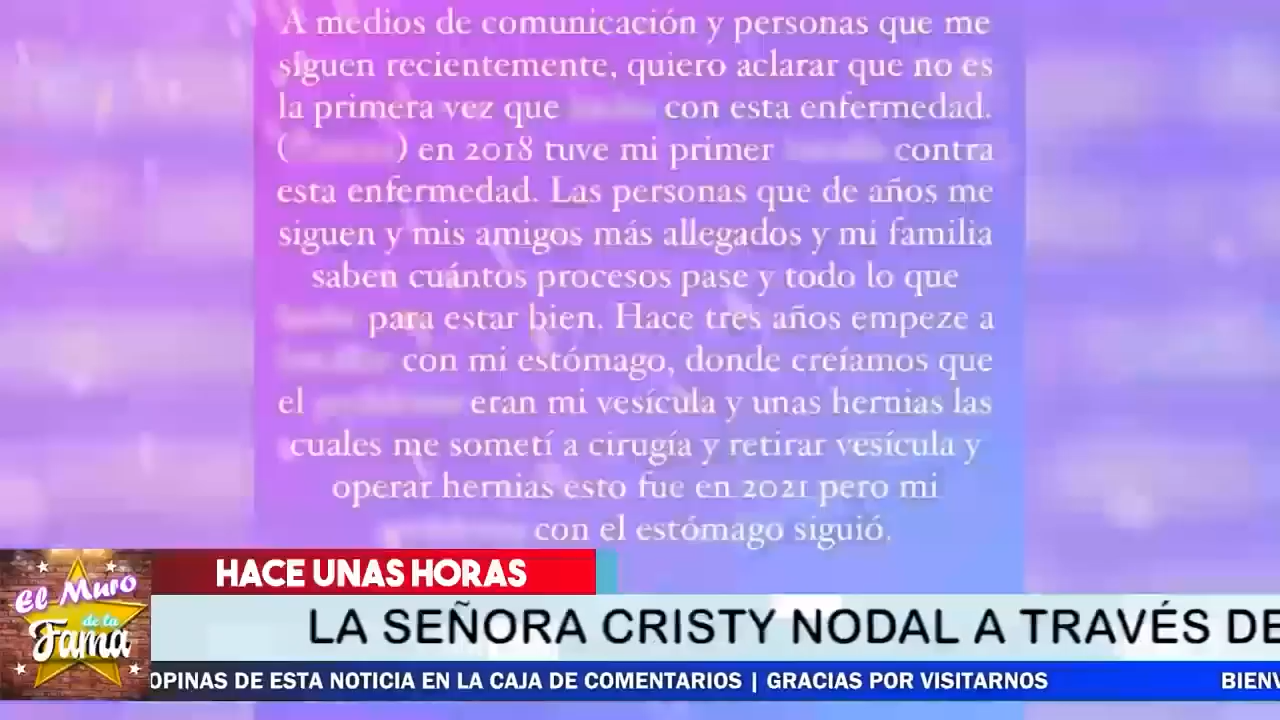 A medios de comunicación y personas que me
siguen recientemente, quiero aclarar que no es
la primera vez que con esta enfermedad.
( ) en 2018 tuve mi primer contra
esta enfermedad. Las personas que de años me
siguen y mis amigos más allegados y mi familia
saben cuántos procesos pase y todo lo que
para estar bien. Hace tres años empeze a
con mi estómago, donde creíamos que
el eran mi vesícula y unas hernias las
cuales me sometí a cirugía y retirar vesícula y
operar hernias esto fue en 2021 pero mi
con el estómago siguió.
HACE UNAS HORAS
El Muro
de la
Fama
LA SEÑORA CRISTY NODAL A TRAVÉS DE
OPINAS DE ESTA NOTICIA EN LA CAJA DE COMENTARIOS | GRACIAS POR VISITARNOS BIENV